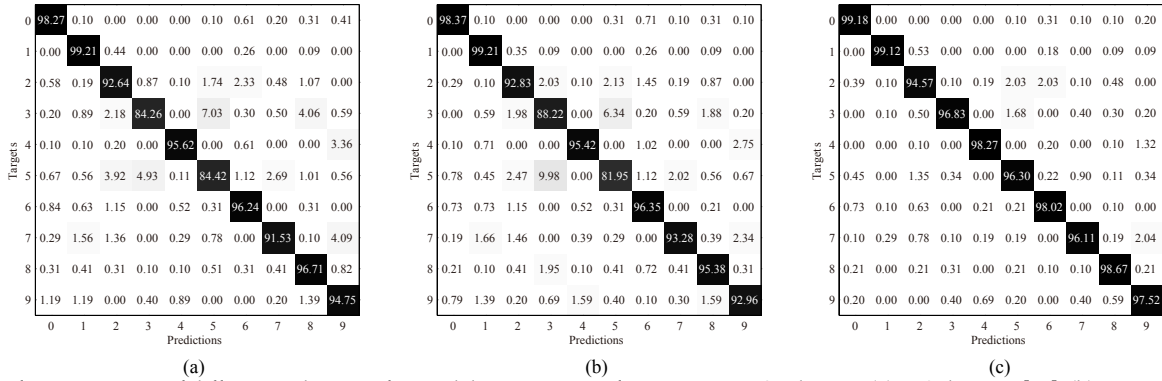 0 98.27 0.10 0.00 0.00 0.00 0.10 0.61 0.20 0.31 0.41
1 0.00 99.21 0.44 0.00 0.00 0.00 0.26 0.00 0.09 0.00
2 0.58 0.19 92.64 0.87 0.10 1.74 2.33 0.48 1.07 0.00
3 0.20 0.89 2.18 84.26 0.00 7.03 0.30 0.50 4.06 0.59
4 0.10 0.10 0.20 0.00 95.62 0.00 0.61 0.00 0.00 3.36
5 0.67 0.56 3.92 4.93 0.11 84.42 1.12 2.69 1.01 0.56
6 0.84 0.63 1.15 0.00 0.52 0.31 96.24 0.00 0.31 0.00
7 0.29 1.56 1.36 0.00 0.29 0.78 0.00 91.53 0.10 4.09
8 0.31 0.41 0.31 0.10 0.10 0.51 0.31 0.41 96.71 0.82
9 1.19 1.19 0.00 0.40 0.89 0.00 0.00 0.20 1.39 94.75
0 1 2 3 4 5 6 7 8 9
Targets
Predictions
(a)
0 98.37 0.10 0.00 0.00 0.00 0.31 0.71 0.10 0.31 0.10
1 0.00 99.21 0.35 0.09 0.00 0.00 0.26 0.00 0.09 0.00
2 0.29 0.10 92.83 2.03 0.10 2.13 1.45 0.19 0.87 0.00
3 0.00 0.59 1.98 88.22 0.00 6.34 0.20 0.59 1.88 0.20
4 0.10 0.71 0.00 0.00 95.42 0.00 1.02 0.00 0.00 2.75
5 0.78 0.45 2.47 9.98 0.00 81.95 1.12 2.02 0.56 0.67
6 0.73 0.73 1.15 0.00 0.52 0.31 96.35 0.00 0.21 0.00
7 0.19 1.66 1.46 0.00 0.39 0.29 0.00 93.28 0.39 2.34
8 0.21 0.10 0.41 1.95 0.10 0.41 0.72 0.41 95.38 0.31
9 0.79 1.39 0.20 0.69 1.59 0.40 0.10 0.30 1.59 92.96
0 1 2 3 4 5 6 7 8 9
Targets
Predictions
(b)
0 99.18 0.00 0.00 0.00 0.00 0.10 0.31 0.10 0.10 0.20
1 0.00 99.12 0.53 0.00 0.00 0.00 0.18 0.00 0.09 0.09
2 0.39 0.10 94.57 0.10 0.19 2.03 2.03 0.10 0.48 0.00
3 0.00 0.10 0.50 96.83 0.00 1.68 0.00 0.40 0.30 0.20
4 0.00 0.00 0.10 0.00 98.27 0.00 0.20 0.00 0.10 1.32
5 0.45 0.00 1.35 0.34 0.00 96.30 0.22 0.90 0.11 0.34
6 0.73 0.10 0.63 0.00 0.21 0.21 98.02 0.00 0.10 0.00
7 0.10 0.29 0.78 0.10 0.19 0.19 0.00 96.11 0.19 2.04
8 0.21 0.00 0.21 0.31 0.00 0.21 0.10 0.10 98.67 0.21
9 0.20 0.00 0.00 0.40 0.69 0.20 0.00 0.40 0.59 97.52
0 1 2 3 4 5 6 7 8 9
Targets
Predictions
(c)